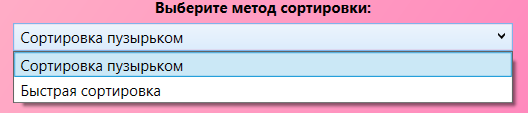 Выберите метод сортировки:
Сортировка пузырьком
Сортировка пузырьком
Быстрая сортировка